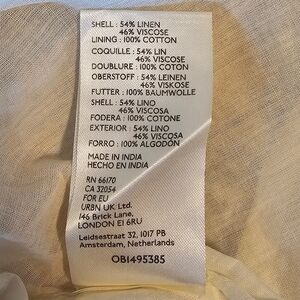 SHELL : 54% LINEN
46% VISCOSE
LINING : 100% COTTON
COQUILLE : 54% LIN
46% VISCOSE
DOUBLURE : 100% COTON
OBERSTOFF : 54% LEINEN
46% VISKOSE
FUTTER : 100% BAUMWOLLE
SHELL : 54% LINO
46% VISCOSA
FODERA : 100% COTONE
EXTERIOR : 54% LINO
46% VISCOSA
FORRO : 100% ALGODÓN
MADE IN INDIA
HECHO EN INDIA
RN 66170
CA 32054
FOR EU
URBN UK Ltd.
146 Brick Lane,
LONDON E1 6RU
Leidsestraat 32, 1017 PB
Amsterdam, Netherlands
OB1495385